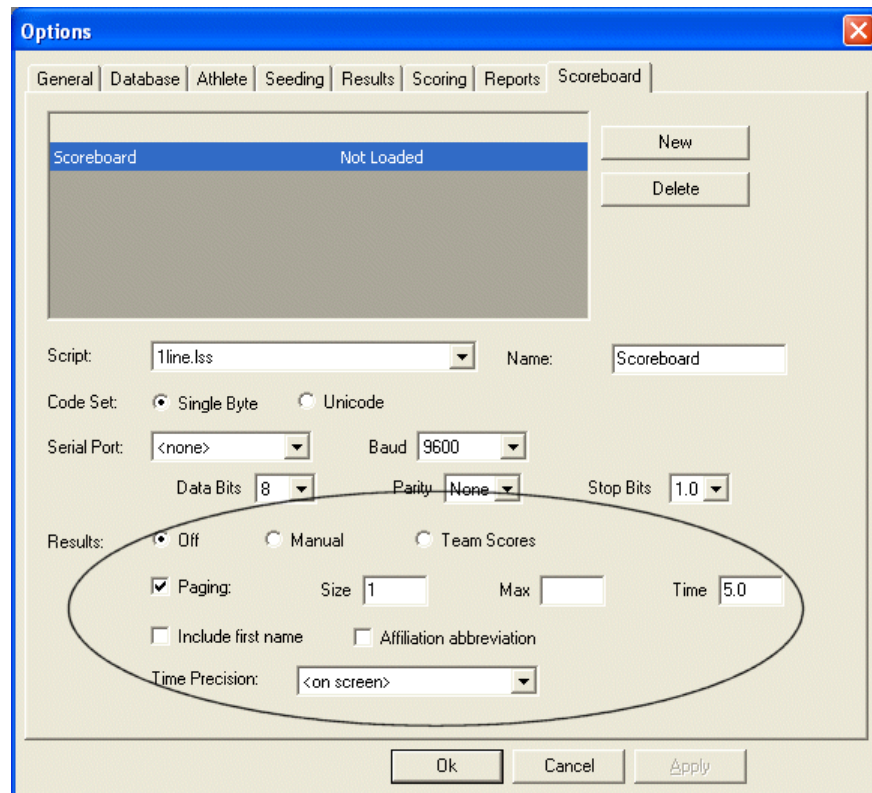 Options
General Database Athlete Seeding Results Scoring Reports Scoreboard
Scoreboard Not Loaded
New
Delete
Script: 1line.lss Name: Scoreboard
Code Set: Single Byte Unicode
Serial Port: <none> Baud 9600
Data Bits 8 Parity None Stop Bits 1.0
Results: Off Manual Team Scores
Paging: Size 1 Max Time 5.0
Include first name Affiliation abbreviation
Time Precision: <on screen>
Ok Cancel Apply